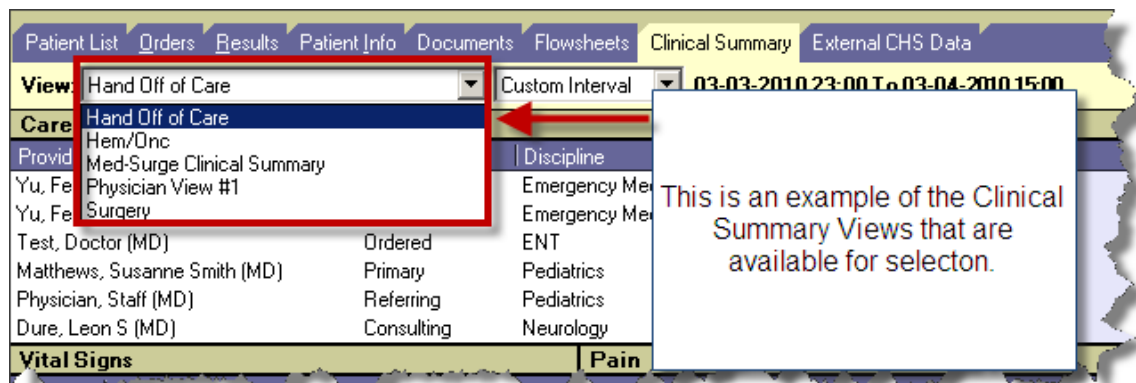 Patient List Orders Results Patient Info Documents Flowsheets Clinical Summary External CHS Data
View: Hand Off of Care Custom Interval 03-03-2010 23:00 To 03-04-2010 15:00
Care
Hand Off of Care
Hem/Onc
Med-Surge Clinical Summary
Physician View #1
Surgery
Provid Discipline
Yu, Fe Emergency Me
Yu, Fe Emergency Me
Test, Doctor (MD) Ordered ENT
Matthews, Susanne Smith (MD) Primary Pediatrics
Physician, Staff (MD) Referring Pediatrics
Dure, Leon S (MD) Consulting Neurology
Vital Signs Pain
This is an example of the Clinical
Summary Views that are
available for selecton.